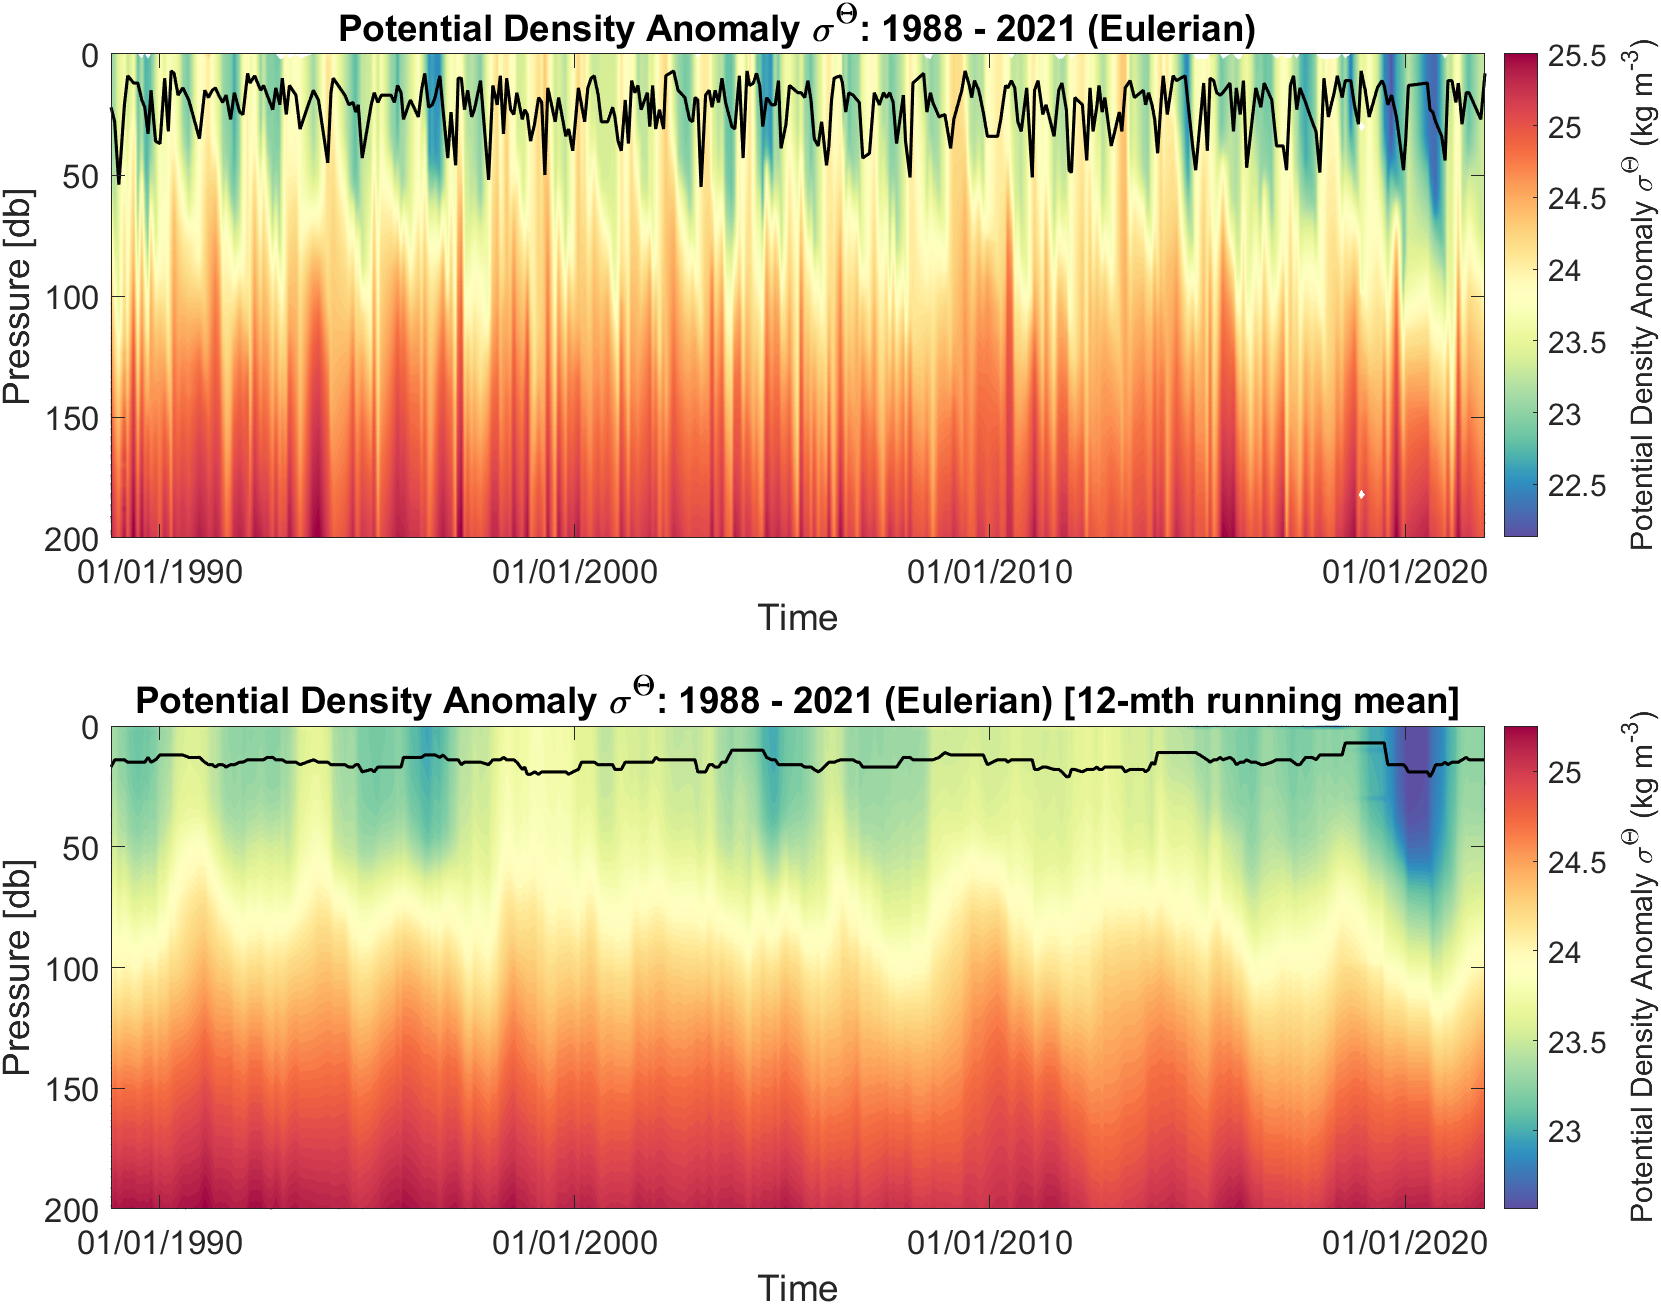 Potential Density Anomaly σ^Θ: 1988 - 2021 (Eulerian)
0
50
100
150
200
Pressure [db]
01/01/1990 01/01/2000 01/01/2010 01/01/2020
Time
25.5
25
24.5
24
23.5
23
22.5
Potential Density Anomaly σ^Θ (kg m^-3)
Potential Density Anomaly σ^Θ: 1988 - 2021 (Eulerian) [12-mth running mean]
0
50
100
150
200
Pressure [db]
01/01/1990 01/01/2000 01/01/2010 01/01/2020
Time
25
24.5
24
23.5
23
Potential Density Anomaly σ^Θ (kg m^-3)